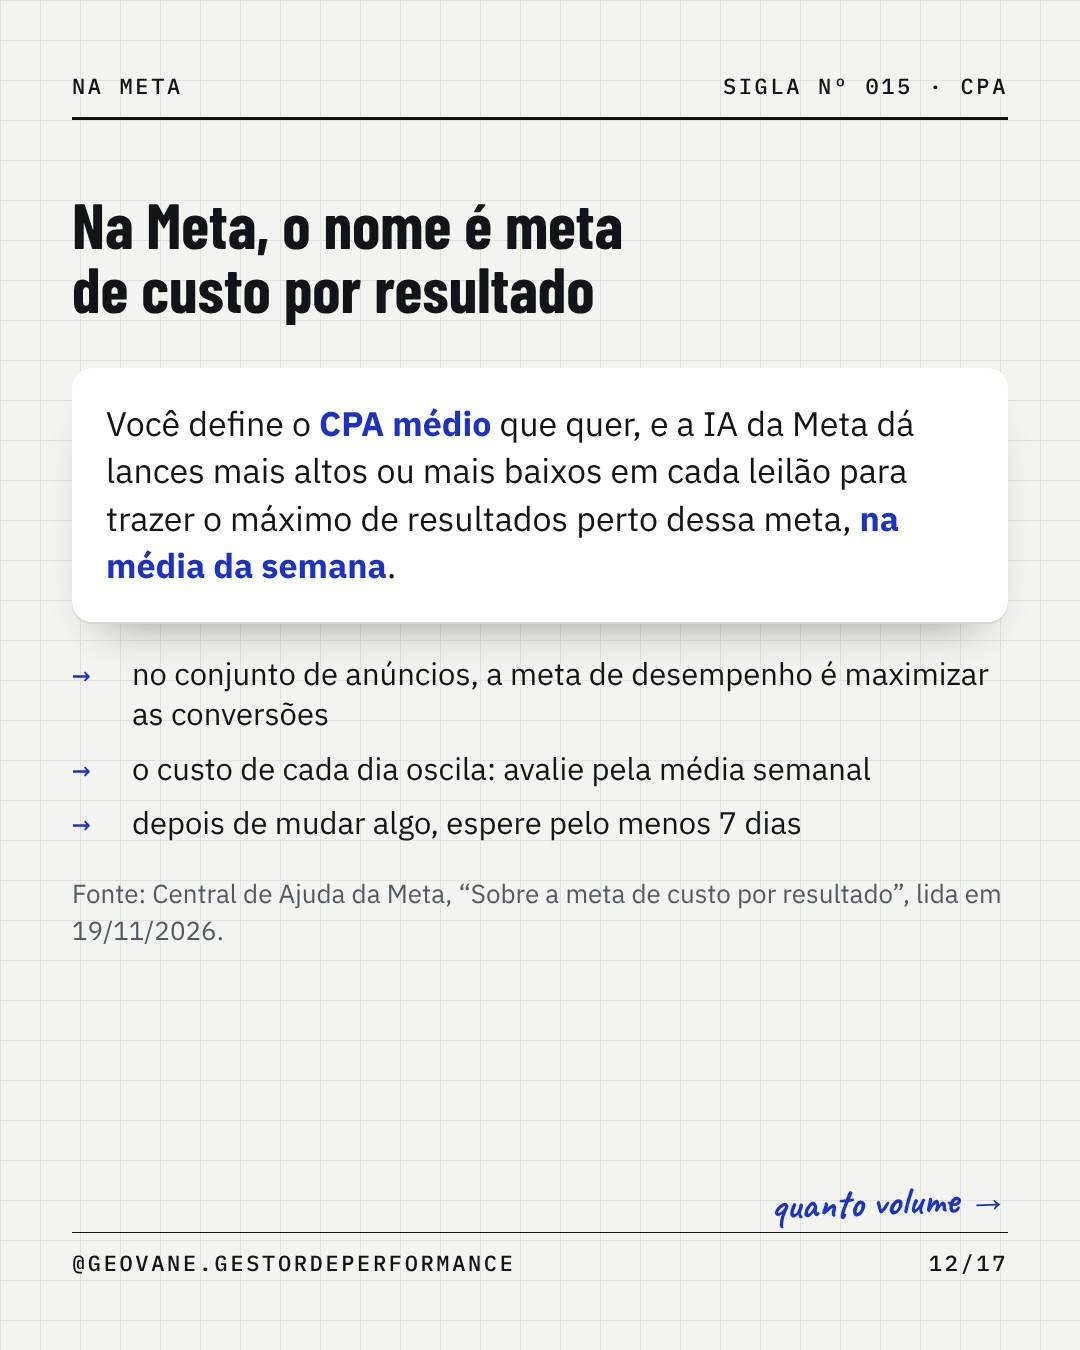 NA META
SIGLA Nº 015 · CPA
Na Meta, o nome é meta
de custo por resultado
Você define o CPA médio que quer, e a IA da Meta dá
lances mais altos ou mais baixos em cada leilão para
trazer o máximo de resultados perto dessa meta, na
média da semana.
→ no conjunto de anúncios, a meta de desempenho é maximizar
as conversões
→ o custo de cada dia oscila: avalie pela média semanal
→ depois de mudar algo, espere pelo menos 7 dias
Fonte: Central de Ajuda da Meta, “Sobre a meta de custo por resultado”, lida em
19/11/2026.
quanto volume →
@GEOVANE.GESTORDEPERFORMANCE
12/17